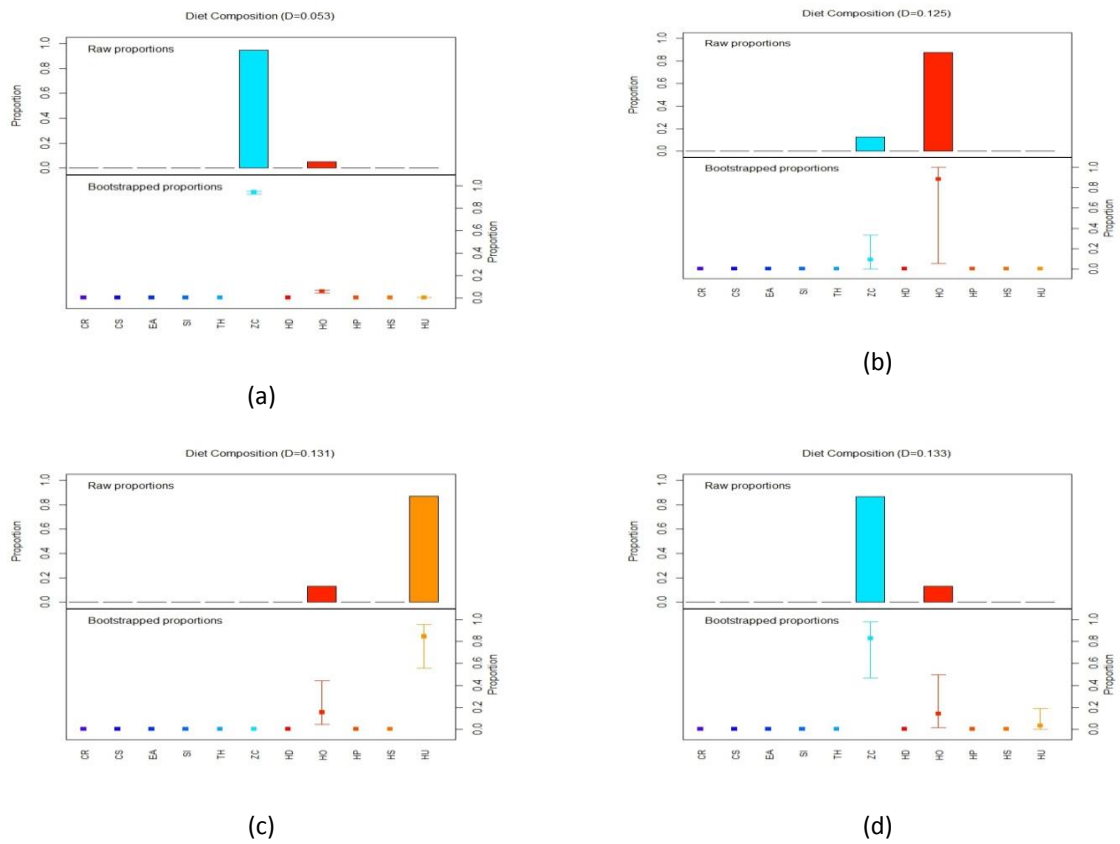 Diet Composition (D=0.053)
Raw proportions
Proportion
0.0 0.2 0.4 0.6 0.8 1.0
Bootstrapped proportions
Proportion
0.0 0.2 0.4 0.6 0.8 1.0
CR CS EA SI TH ZC HD HO HP HS HU
(a)
Diet Composition (D=0.125)
Raw proportions
Proportion
0.0 0.2 0.4 0.6 0.8 1.0
Bootstrapped proportions
Proportion
0.0 0.2 0.4 0.6 0.8 1.0
CR CS EA SI TH ZC HD HO HP HS HU
(b)
Diet Composition (D=0.131)
Raw proportions
Proportion
0.0 0.2 0.4 0.6 0.8 1.0
Bootstrapped proportions
Proportion
0.0 0.2 0.4 0.6 0.8 1.0
CR CS EA SI TH ZC HD HO HP HS HU
(c)
Diet Composition (D=0.133)
Raw proportions
Proportion
0.0 0.2 0.4 0.6 0.8 1.0
Bootstrapped proportions
Proportion
0.0 0.2 0.4 0.6 0.8 1.0
CR CS EA SI TH ZC HD HO HP HS HU
(d)